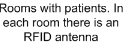 Rooms with patients. In
each room there is an
RFID antenna